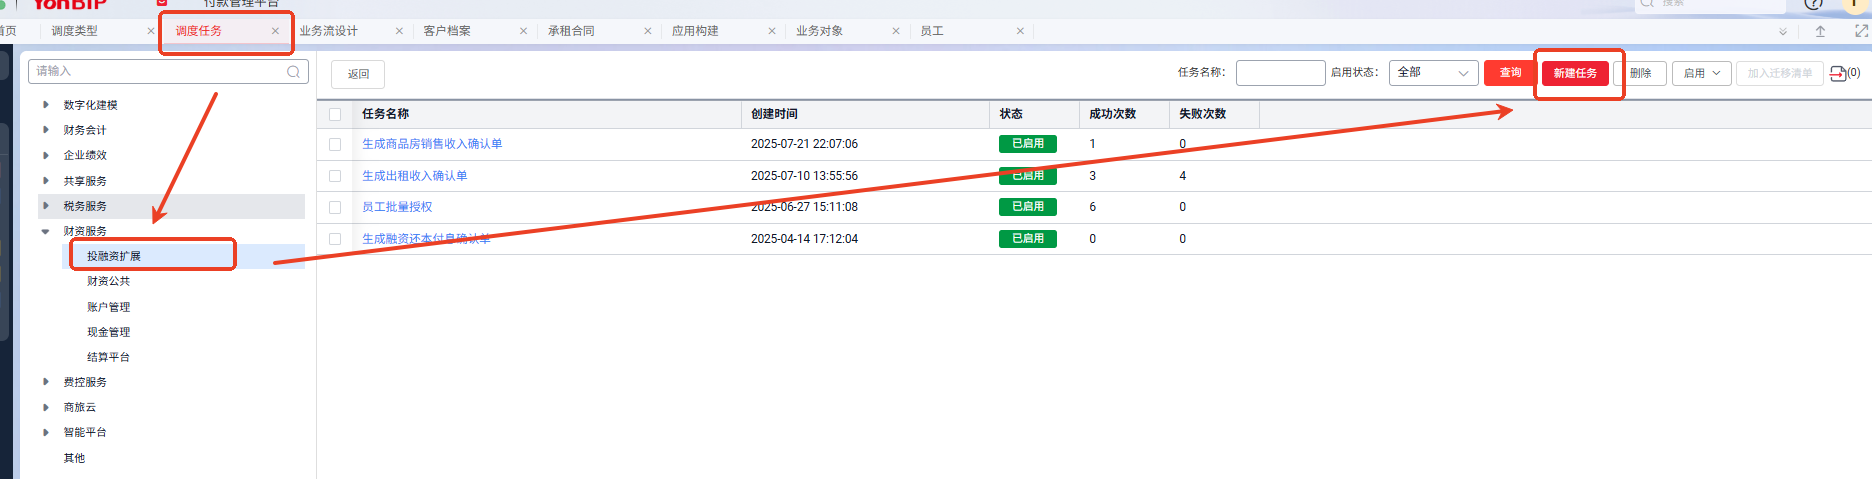 YonBIP
付款管理平台
搜索
首页 调度类型 调度任务 业务流设计 客户档案 承租合同 应用构建 业务对象 员工
请输入
返回 任务名称： 启用状态： 全部 查询 新建任务 删除 启用 加入迁移清单 (0)
数字化建模
财务会计
企业绩效
共享服务
税务服务
财资服务
投融资扩展
财资公共
账户管理
现金管理
结算平台
费控服务
商旅云
智能平台
其他
任务名称 创建时间 状态 成功次数 失败次数
生成商品房销售收入确认单 2025-07-21 22:07:06 已启用 1 0
生成出租收入确认单 2025-07-10 13:55:56 已启用 3 4
员工批量授权 2025-06-27 15:11:08 已启用 6 0
生成融资还本付息确认单 2025-04-14 17:12:04 已启用 0 0